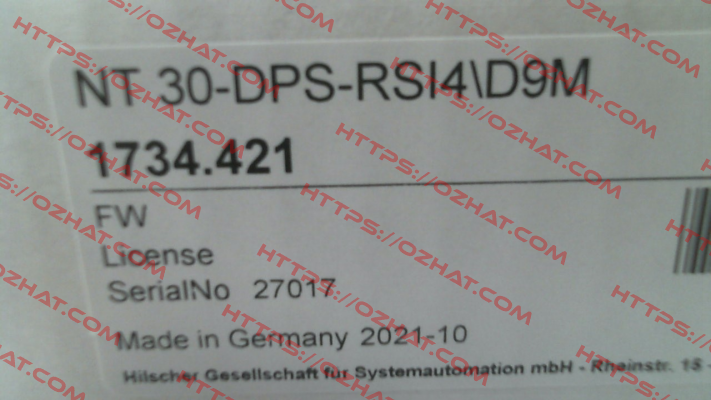 NT 30-DPS-RSI4\D9M
1734.421
FW
License
SerialNo 27017
Made in Germany 2021-10
Hilscher Gesellschaft für Systemautomation mbH - Rheinstr. 15 -
HTTPS://OZHAT.COM